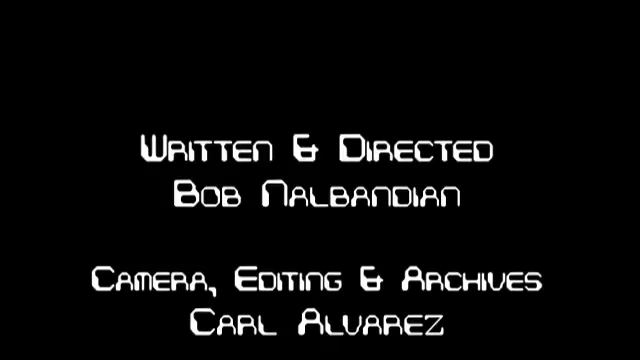 Written & Directed
Bob Nalbandian
Camera, Editing & Archives
Carl Alvarez